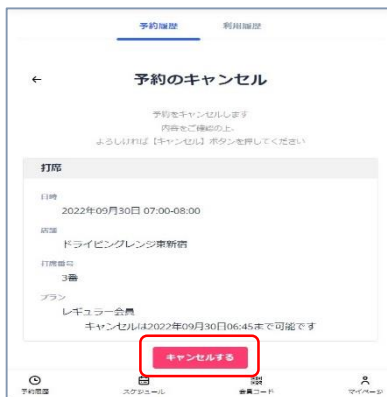 予約履歴 利用履歴
← 予約のキャンセル
予約をキャンセルします
内容をご確認の上、
よろしければ【キャンセル】ボタンを押してください
打席
日時
2022年09月30日 07:00-08:00
店舗
ドライビングレンジ東新宿
打席番号
3番
プラン
レギュラー会員
キャンセルは2022年09月30日06:45まで可能です
キャンセルする
予約履歴 スケジュール 会員コード マイページ